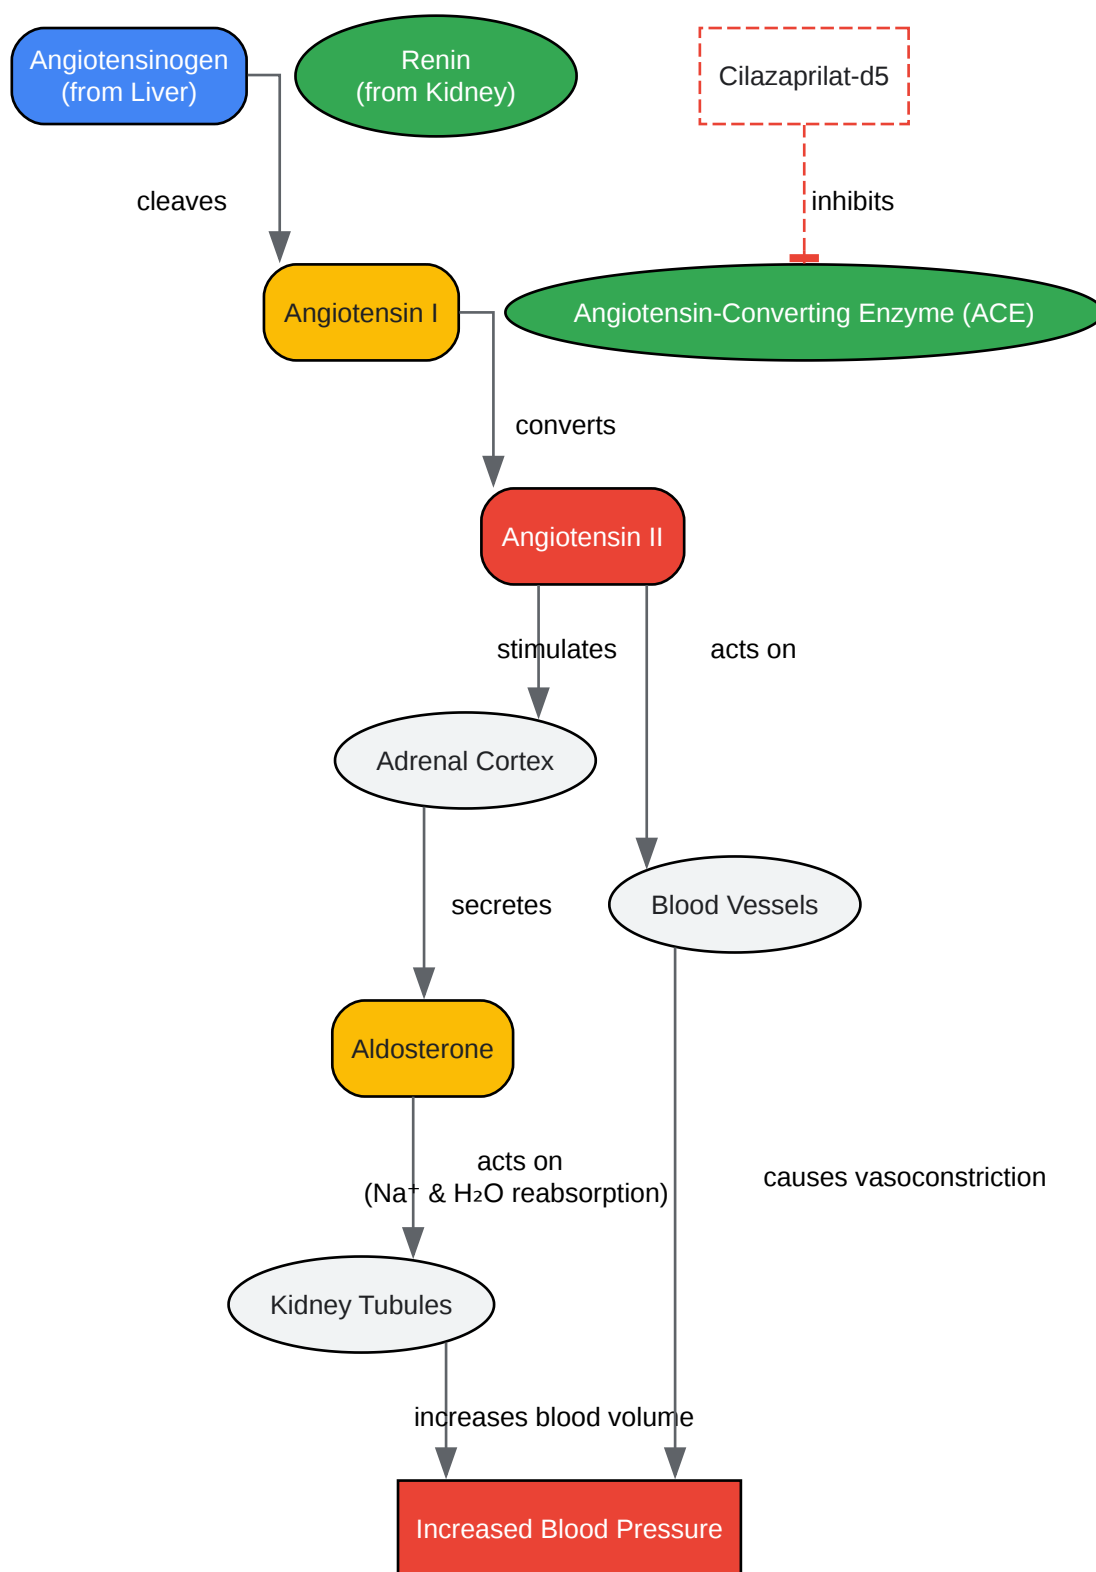 Angiotensinogen
(from Liver)
Renin
(from Kidney)
Cilazaprilat-d5
cleaves
inhibits
Angiotensin I
Angiotensin-Converting Enzyme (ACE)
converts
Angiotensin II
stimulates
acts on
Adrenal Cortex
secretes
Blood Vessels
Aldosterone
acts on
(Na⁺ & H₂O reabsorption)
causes vasoconstriction
Kidney Tubules
increases blood volume
Increased Blood Pressure